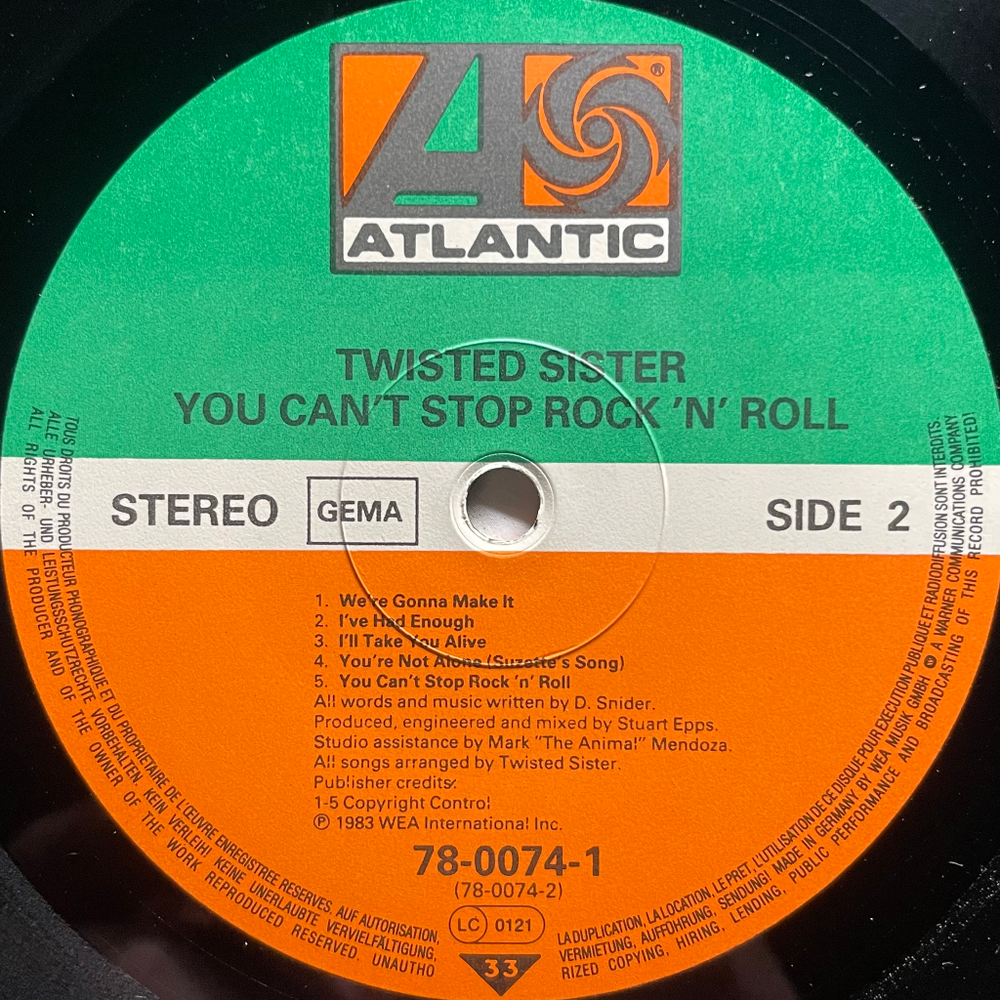 ®
ATLANTIC
TWISTED SISTER
YOU CAN'T STOP ROCK 'N' ROLL
STEREO
GEMA
SIDE 2
1. We're Gonna Make It
2. I've Had Enough
3. I'll Take You Alive
4. You're Not Alone (Suzette's Song)
5. You Can't Stop Rock 'n' Roll
All words and music written by D. Snider.
Produced, engineered and mixed by Stuart Epps.
Studio assistance by Mark "The Animal" Mendoza.
All songs arranged by Twisted Sister.
Publisher credits:
1-5 Copyright Control
℗ 1983 WEA International Inc.
78-0074-1
(78-0074-2)
LC 0121
33
TOUS DROITS DU PRODUCTEUR PHONOGRAPHIQUE ET DU PROPRIETAIRE DE L'ŒUVRE ENREGISTREE RESERVES. AUF AUTORISATION,
ALLE URHEBER- UND LEISTUNGSSCHUTZRECHTE VORBEHALTEN. KEIN VERLEIH! KEINE UNERLAUBTE VERVIELFÄLTIGUNG,
ALL RIGHTS OF THE PRODUCER AND OF THE OWNER OF THE WORK REPRODUCED RESERVED. UNAUTHO
LA DUPLICATION, LA LOCATION, LE PRET, L'UTILISATION DE CE DISQUE POUR EXECUTION PUBLIQUE ET RADIODIFFUSION SONT INTERDITS.
VERMIETUNG, AUFFÜHRUNG, SENDUNG! MADE IN GERMANY BY WEA MUSIK GMBH A WARNER COMMUNICATIONS COMPANY
RIZED COPYING, HIRING, LENDING, PUBLIC PERFORMANCE AND BROADCASTING OF THIS RECORD PROHIBITED!